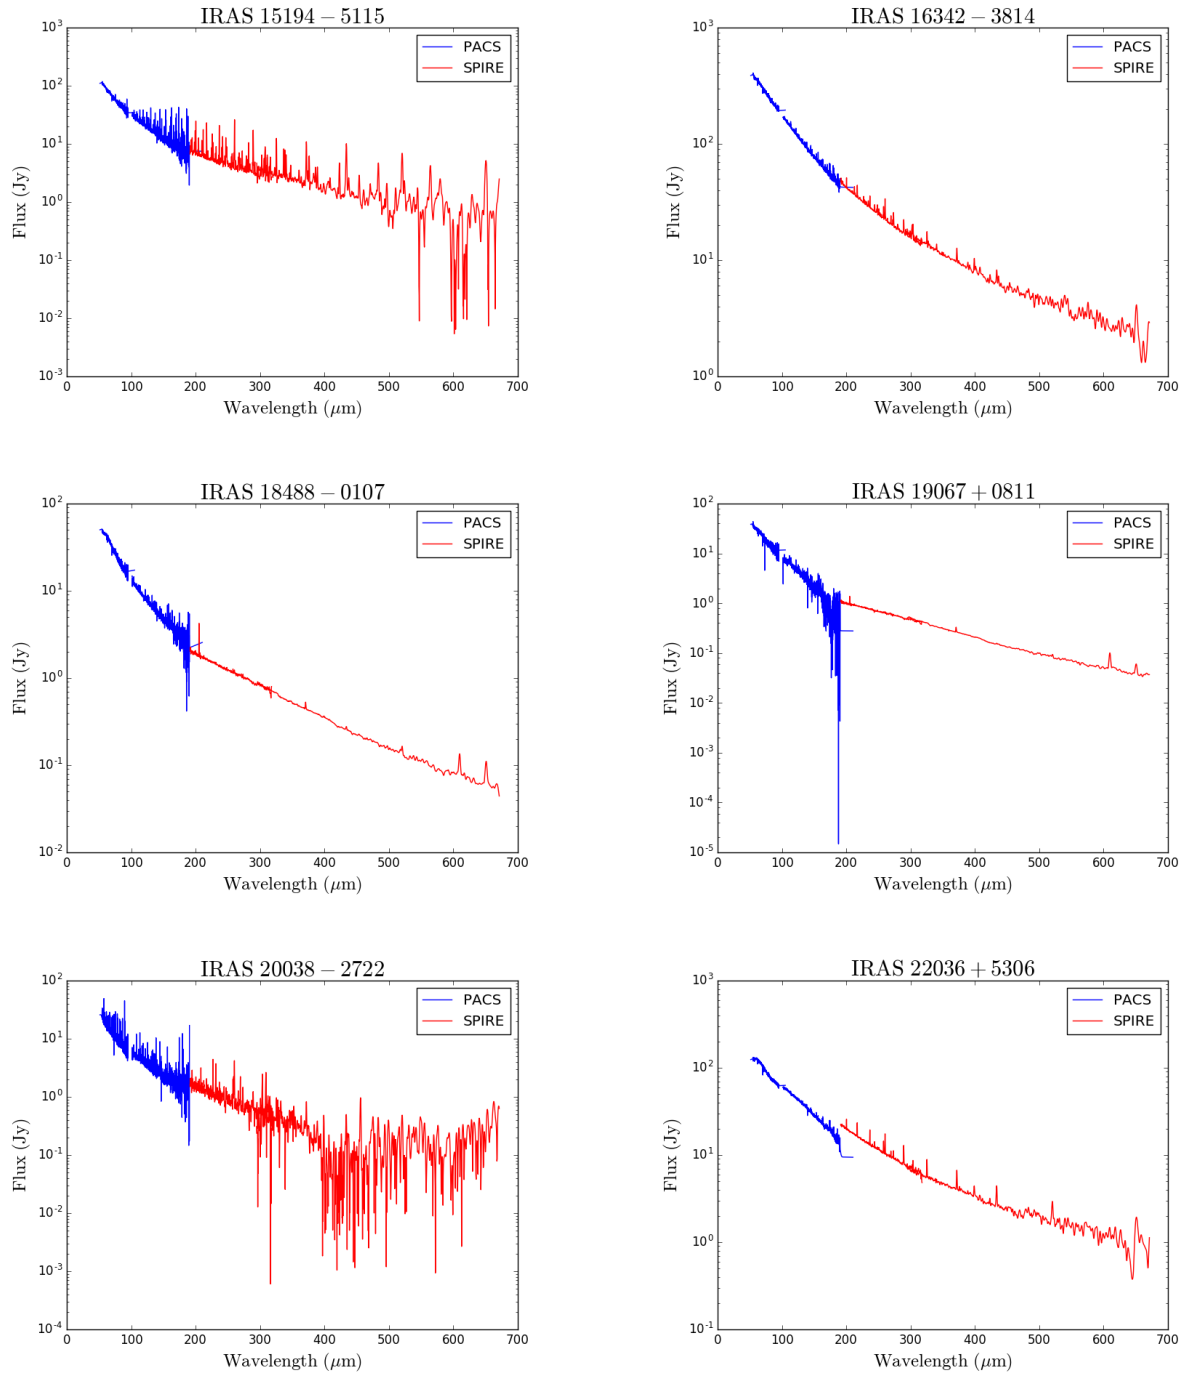 IRAS 15194 − 5115
10³
10²
10¹
10⁰
10⁻¹
10⁻²
10⁻³
Flux (Jy)
PACS
SPIRE
0 100 200 300 400 500 600 700
Wavelength (μm)
IRAS 16342 − 3814
10³
10²
10¹
10⁰
Flux (Jy)
PACS
SPIRE
0 100 200 300 400 500 600 700
Wavelength (μm)
IRAS 18488 − 0107
10²
10¹
10⁰
10⁻¹
10⁻²
Flux (Jy)
PACS
SPIRE
0 100 200 300 400 500 600 700
Wavelength (μm)
IRAS 19067 + 0811
10²
10¹
10⁰
10⁻¹
10⁻²
10⁻³
10⁻⁴
10⁻⁵
Flux (Jy)
PACS
SPIRE
0 100 200 300 400 500 600 700
Wavelength (μm)
IRAS 20038 − 2722
10²
10¹
10⁰
10⁻¹
10⁻²
10⁻³
10⁻⁴
Flux (Jy)
PACS
SPIRE
0 100 200 300 400 500 600 700
Wavelength (μm)
IRAS 22036 + 5306
10³
10²
10¹
10⁰
10⁻¹
Flux (Jy)
PACS
SPIRE
0 100 200 300 400 500 600 700
Wavelength (μm)